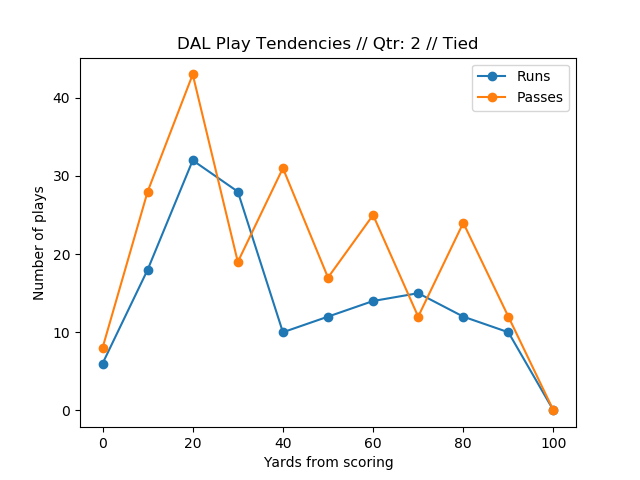 DAL Play Tendencies // Qtr: 2 // Tied
Runs
Passes
Number of plays
40
30
20
10
0
0 20 40 60 80 100
Yards from scoring